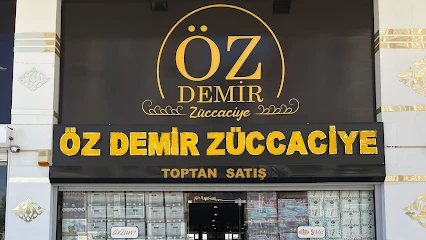 ÖZ
DEMİR
Züccaciye
ÖZ DEMİR ZÜCCACİYE
TOPTAN SATIŞ